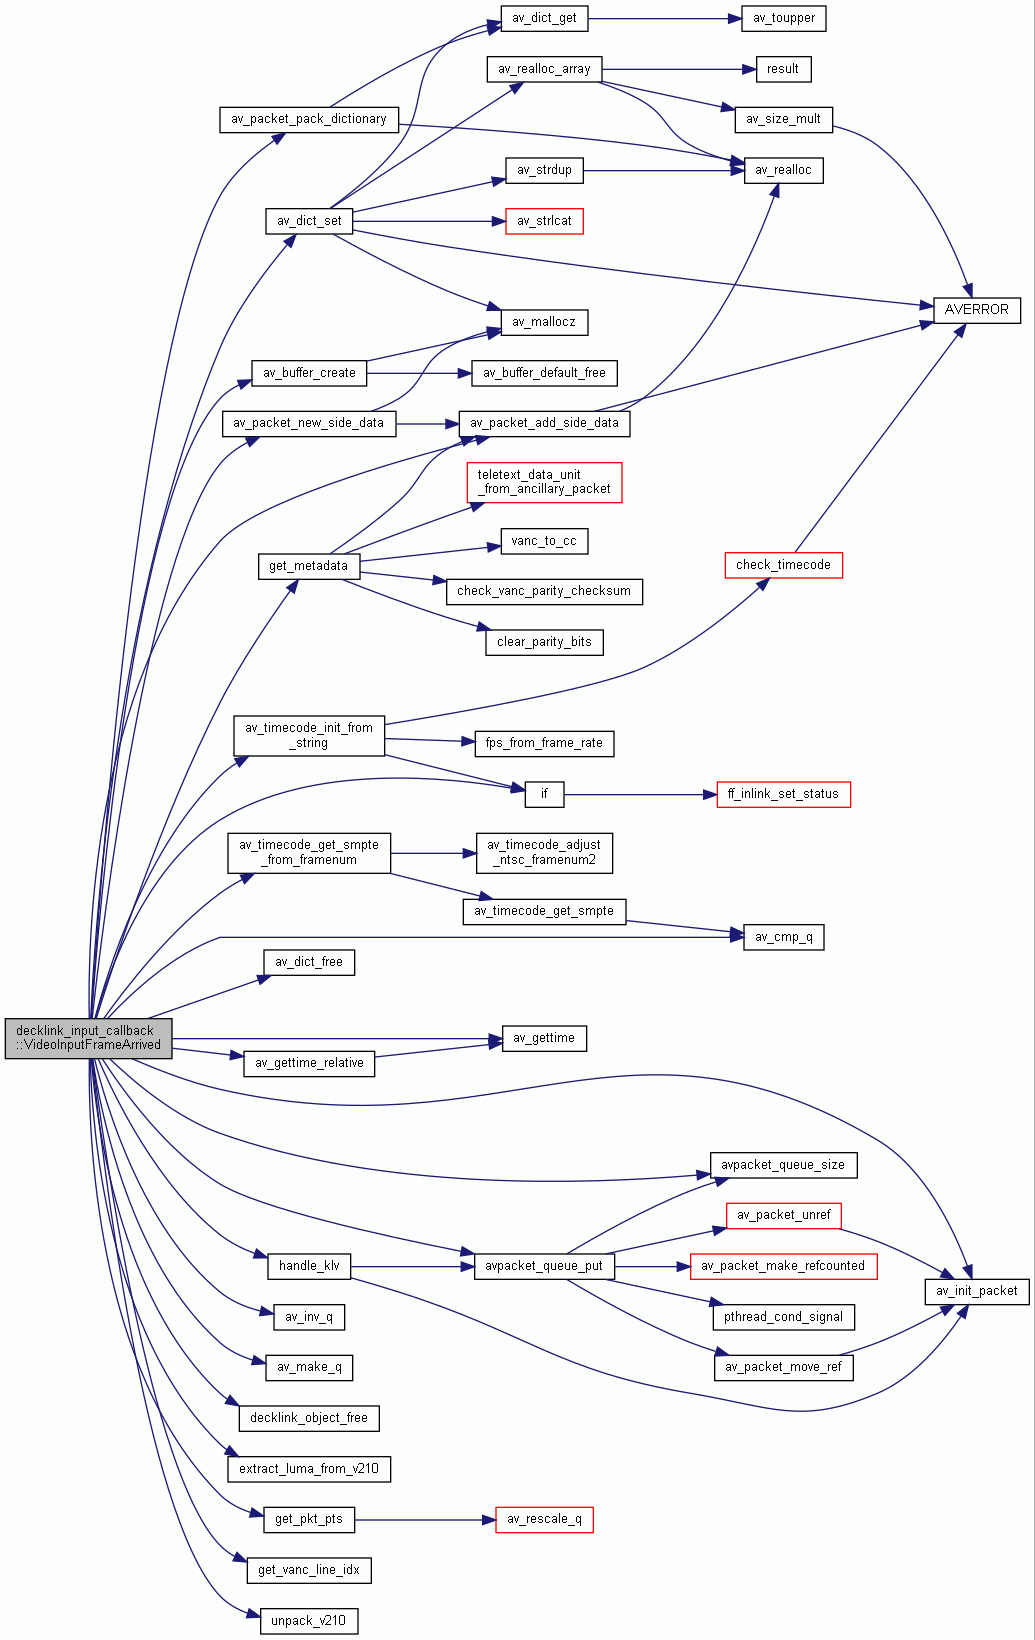 av_dict_get
av_toupper
av_realloc_array
result
av_packet_pack_dictionary
av_size_mult
av_strdup
av_realloc
av_dict_set
av_strlcat
AVERROR
av_mallocz
av_buffer_create
av_buffer_default_free
av_packet_new_side_data
av_packet_add_side_data
teletext_data_unit
_from_ancillary_packet
vanc_to_cc
get_metadata
check_timecode
check_vanc_parity_checksum
clear_parity_bits
av_timecode_init_from
_string
fps_from_frame_rate
if
ff_inlink_set_status
av_timecode_get_smpte
_from_framenum
av_timecode_adjust
_ntsc_framenum2
av_timecode_get_smpte
av_cmp_q
av_dict_free
decklink_input_callback
::VideoInputFrameArrived
av_gettime
av_gettime_relative
avpacket_queue_size
av_packet_unref
handle_klv
avpacket_queue_put
av_packet_make_refcounted
av_init_packet
av_inv_q
pthread_cond_signal
av_make_q
av_packet_move_ref
decklink_object_free
extract_luma_from_v210
get_pkt_pts
av_rescale_q
get_vanc_line_idx
unpack_v210